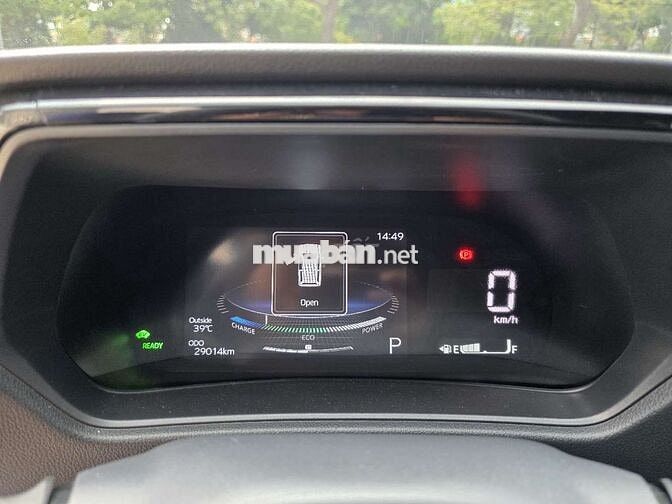 14:49
muaban.net
Open
Outside
39°C
CHARGE
ECO
POWER
READY
ODO
29014km
P
(P)
0
km/h
E
F